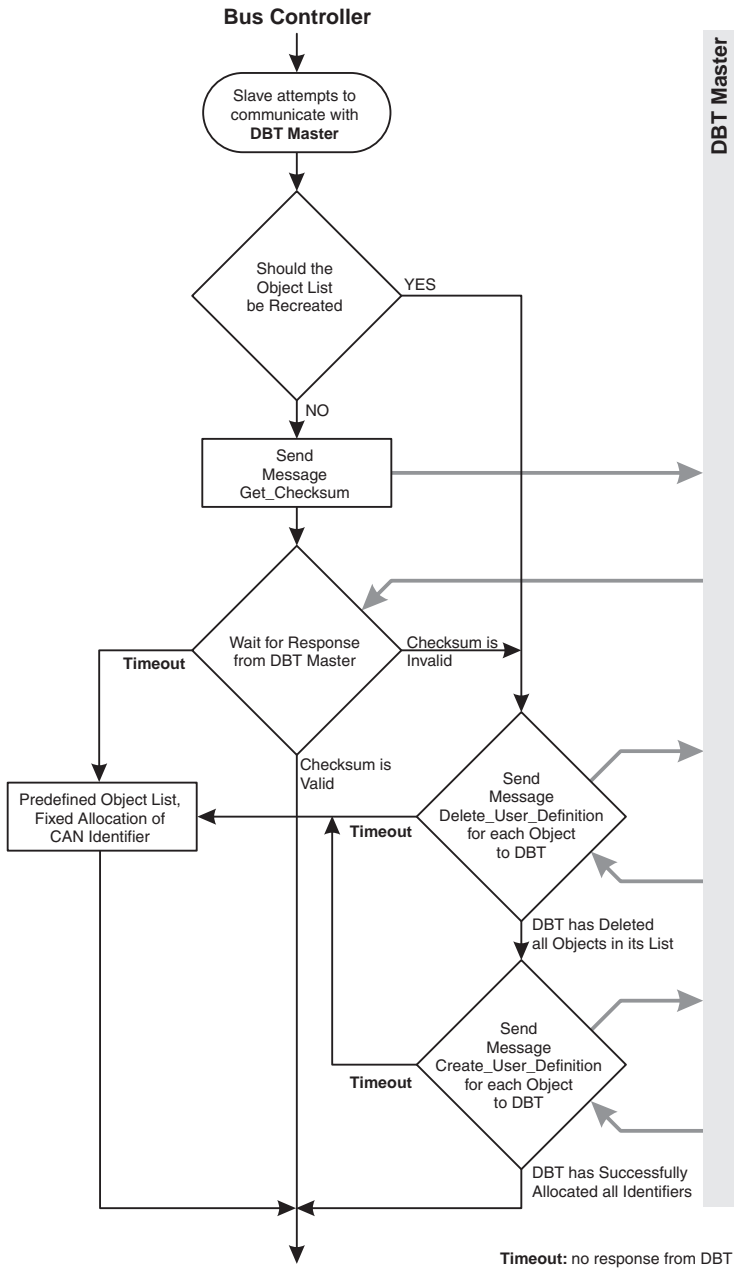 Bus Controller
DBT Master
Slave attempts to
communicate with
DBT Master
Should the
Object List
be Recreated
YES
NO
Send
Message
Get_Checksum
Wait for Response
from DBT Master
Timeout
Checksum is
Invalid
Checksum is
Valid
Predefined Object List,
Fixed Allocation of
CAN Identifier
Send
Message
Delete_User_Definition
for each Object
to DBT
Timeout
DBT has Deleted
all Objects in its List
Send
Message
Create_User_Definition
for each Object
to DBT
Timeout
DBT has Successfully
Allocated all Identifiers
Timeout: no response from DBT